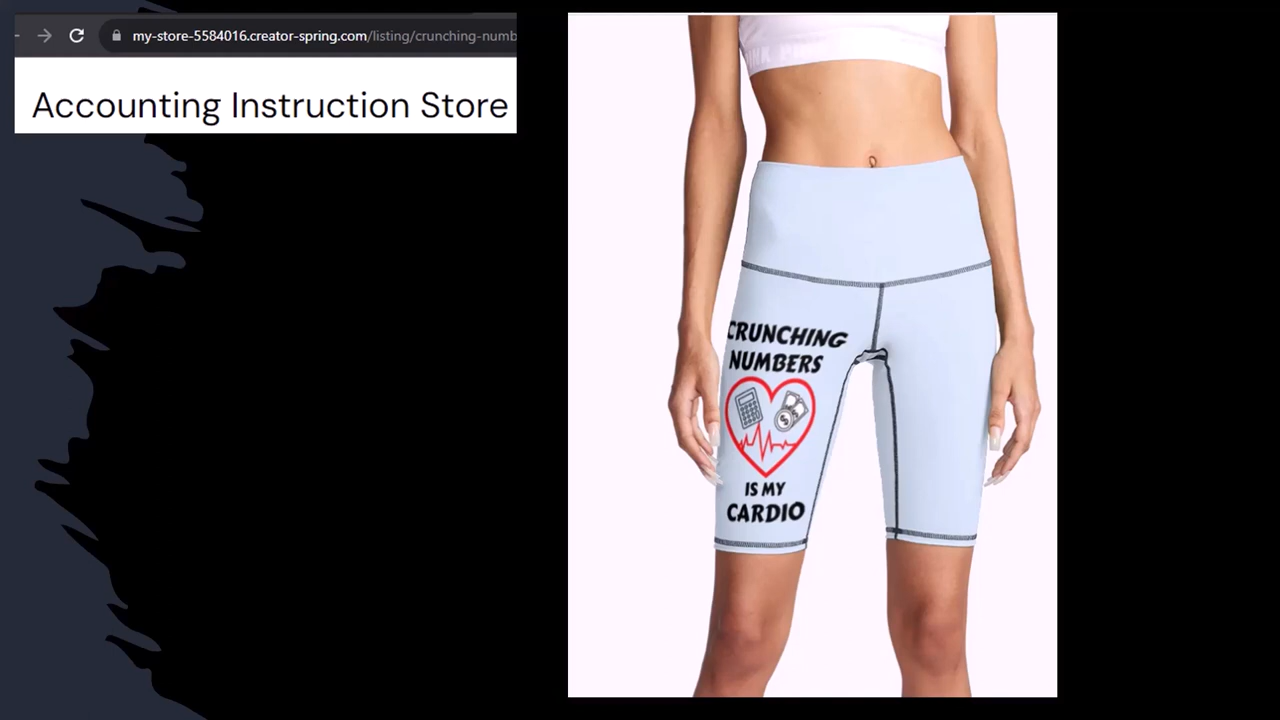 my-store-5584016.creator-spring.com/listing/crunching-numb
Accounting Instruction Store
CRUNCHING
NUMBERS
IS MY
CARDIO